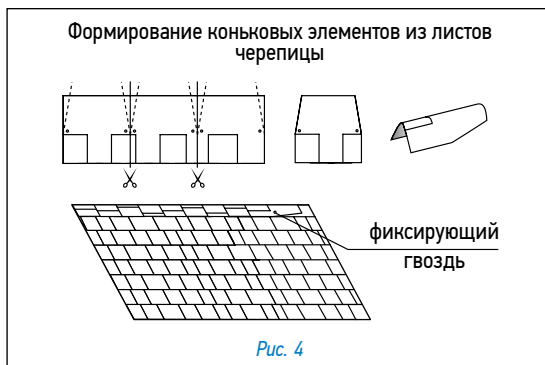 Формирование коньковых элементов из листов
черепицы
фиксирующий
гвоздь
Рис. 4